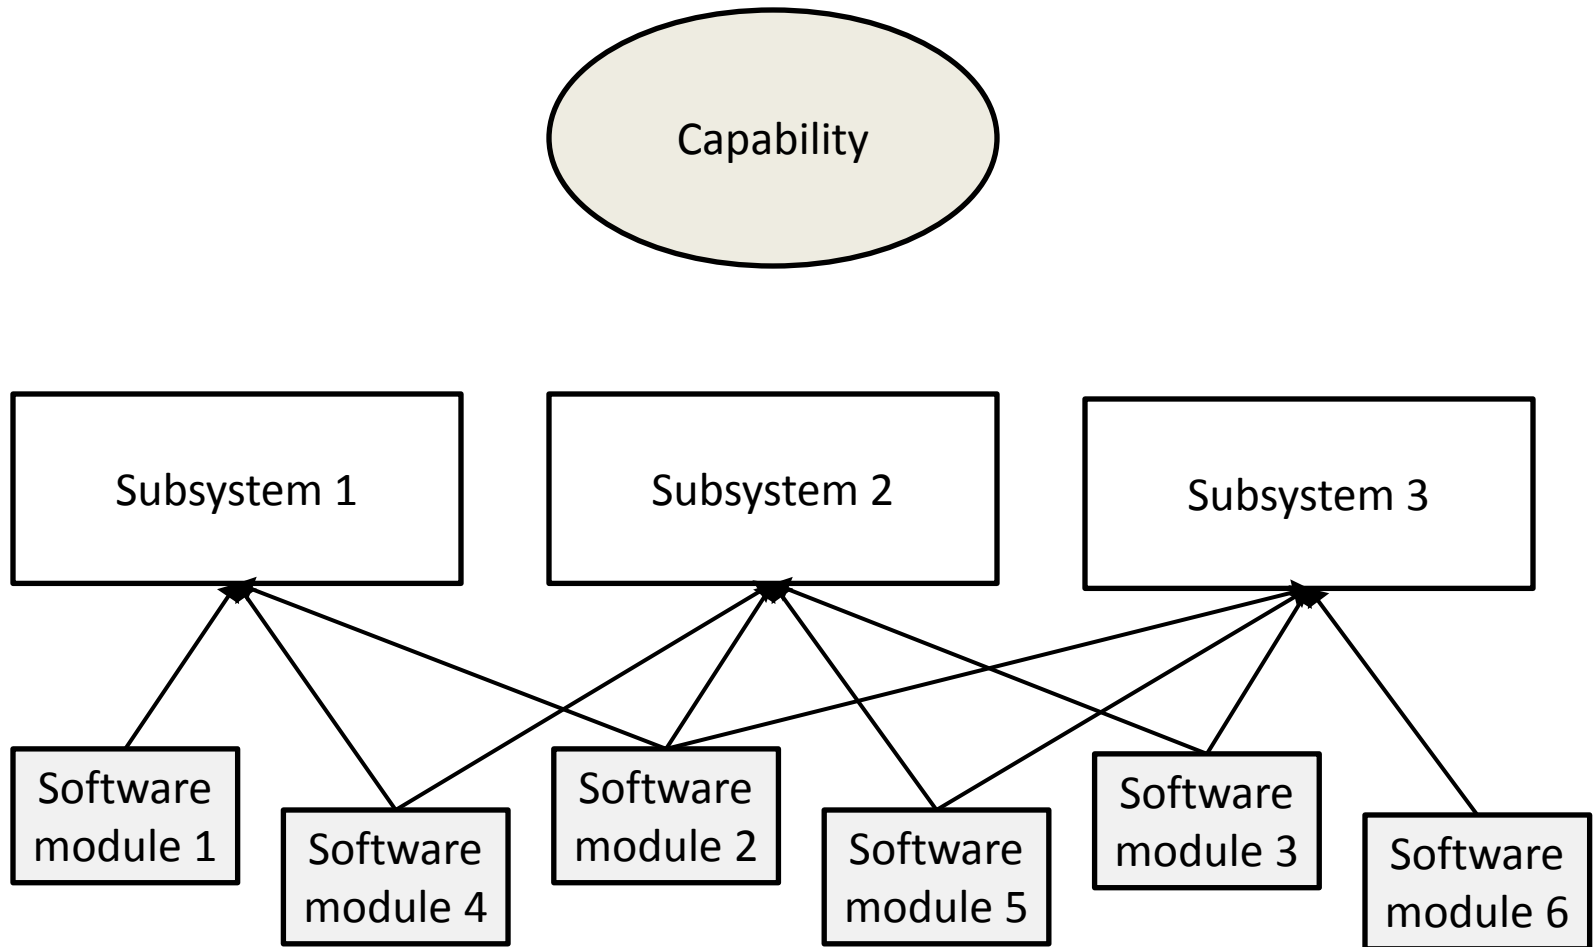 Capability
Subsystem 1
Subsystem 2
Subsystem 3
Software
module 1
Software
module 4
Software
module 2
Software
module 5
Software
module 3
Software
module 6